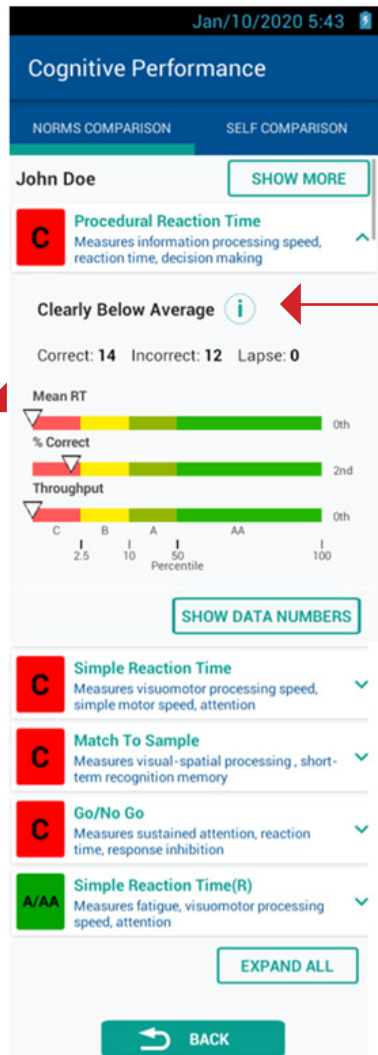 Jan/10/2020 5:43
Cognitive Performance
NORMS COMPARISON SELF COMPARISON
John Doe SHOW MORE
C
Procedural Reaction Time
Measures information processing speed,
reaction time, decision making
Clearly Below Average i
Correct: 14 Incorrect: 12 Lapse: 0
Mean RT
0th
% Correct
2nd
Throughput
0th
C B A AA
2.5 10 50 100
Percentile
SHOW DATA NUMBERS
C
Simple Reaction Time
Measures visuomotor processing speed,
simple motor speed, attention
C
Match To Sample
Measures visual-spatial processing , short-
term recognition memory
C
Go/No Go
Measures sustained attention, reaction
time, response inhibition
A/AA
Simple Reaction Time(R)
Measures fatigue, visuomotor processing
speed, attention
EXPAND ALL
BACK